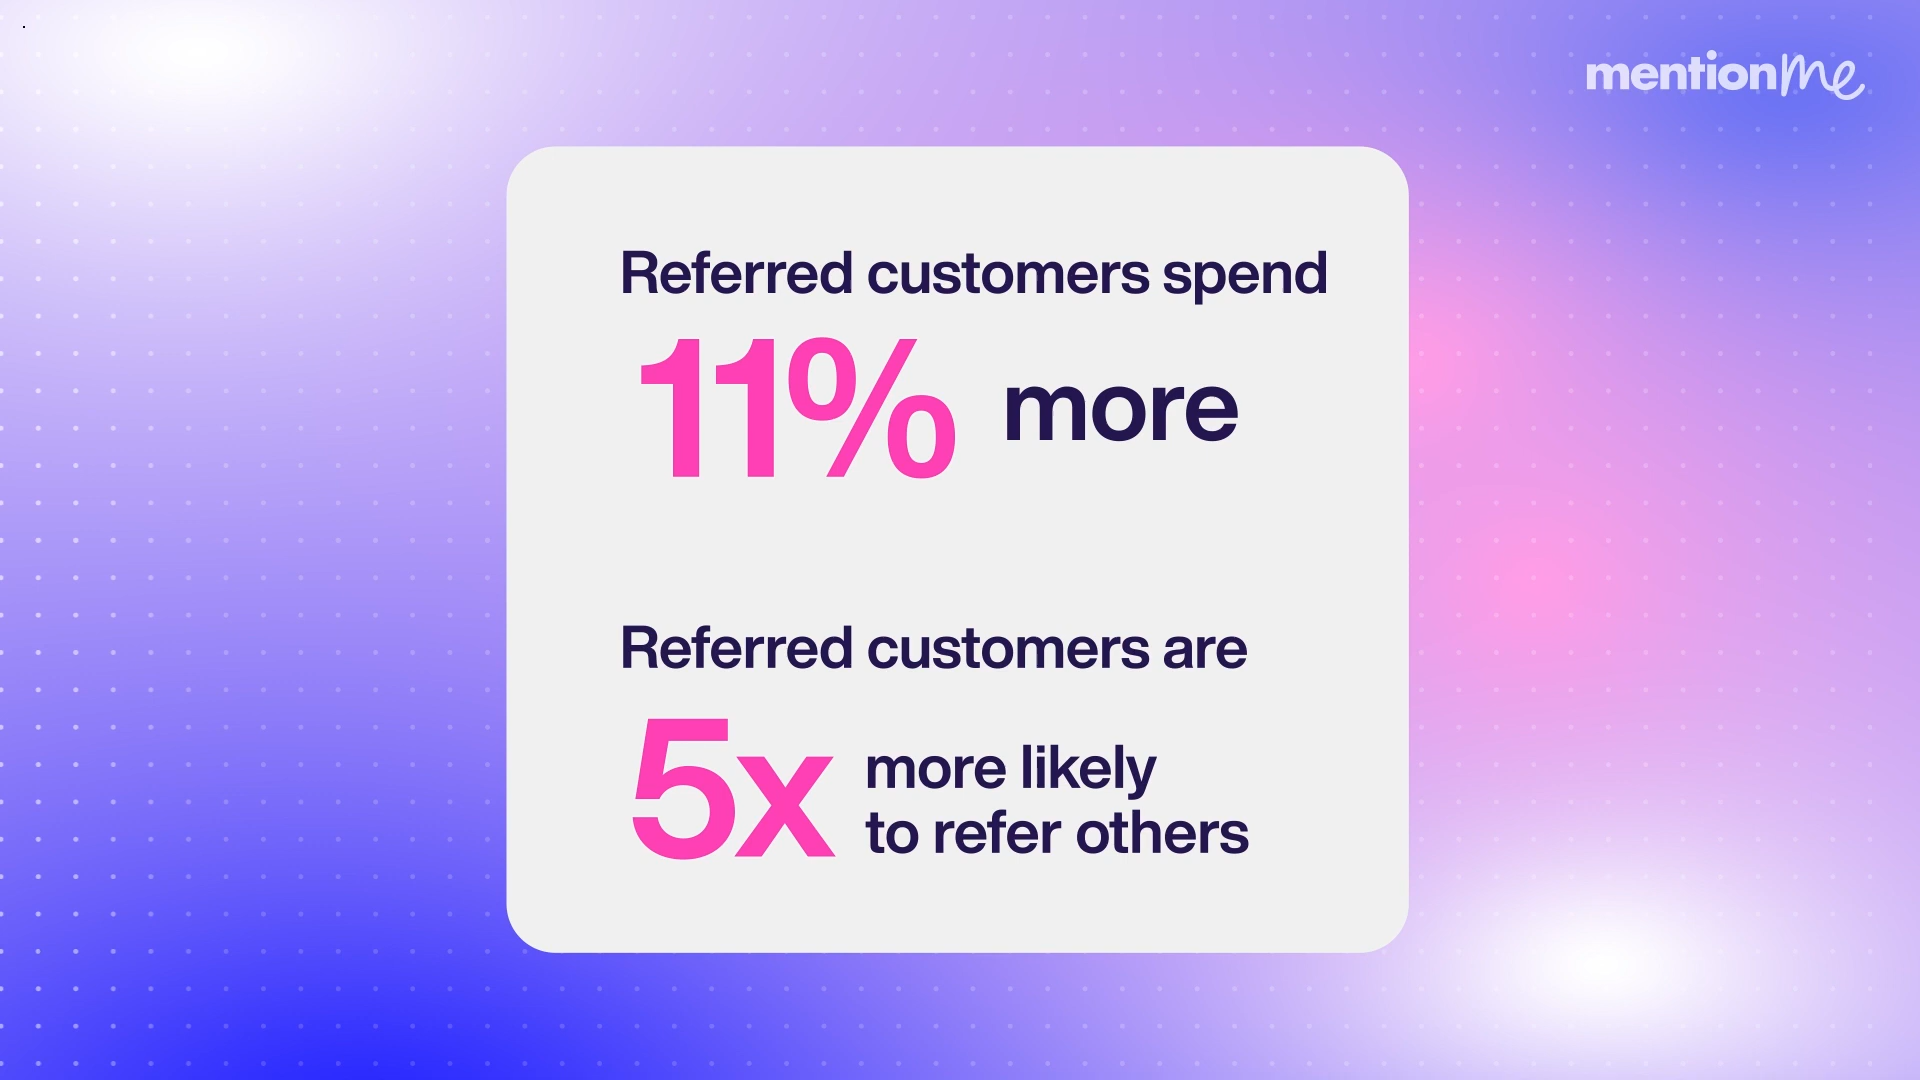 mentionme
Referred customers spend
11% more
Referred customers are
5x more likely
to refer others